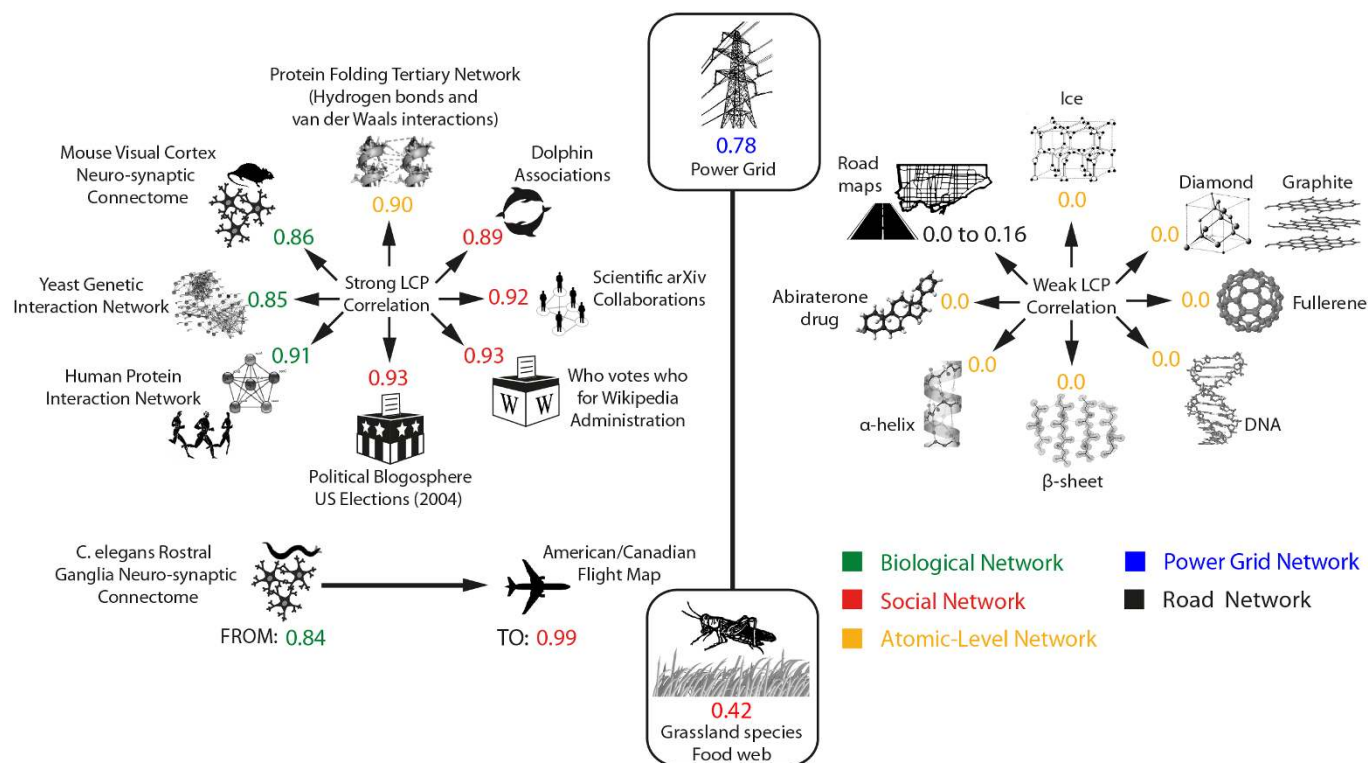 Protein Folding Tertiary Network
(Hydrogen bonds and
van der Waals interactions)
0.90
Mouse Visual Cortex
Neuro-synaptic
Connectome
0.86
Dolphin
Associations
0.89
Yeast Genetic
Interaction Network
0.85
Strong LCP
Correlation
0.92
Scientific arXiv
Collaborations
0.91
Human Protein
Interaction Network
0.93
Political Blogosphere
US Elections (2004)
0.93
W W
Who votes who
for Wikipedia
Administration
C. elegans Rostral
Ganglia Neuro-synaptic
Connectome
FROM: 0.84
American/Canadian
Flight Map
TO: 0.99
0.78
Power Grid
0.42
Grassland species
Food web
Ice
0.0
Road
maps
0.0 to 0.16
Diamond
Graphite
0.0
Abiraterone
drug
0.0
Weak LCP
Correlation
0.0
Fullerene
0.0
α-helix
0.0
β-sheet
0.0
DNA
Biological Network
Social Network
Atomic-Level Network
Power Grid Network
Road Network